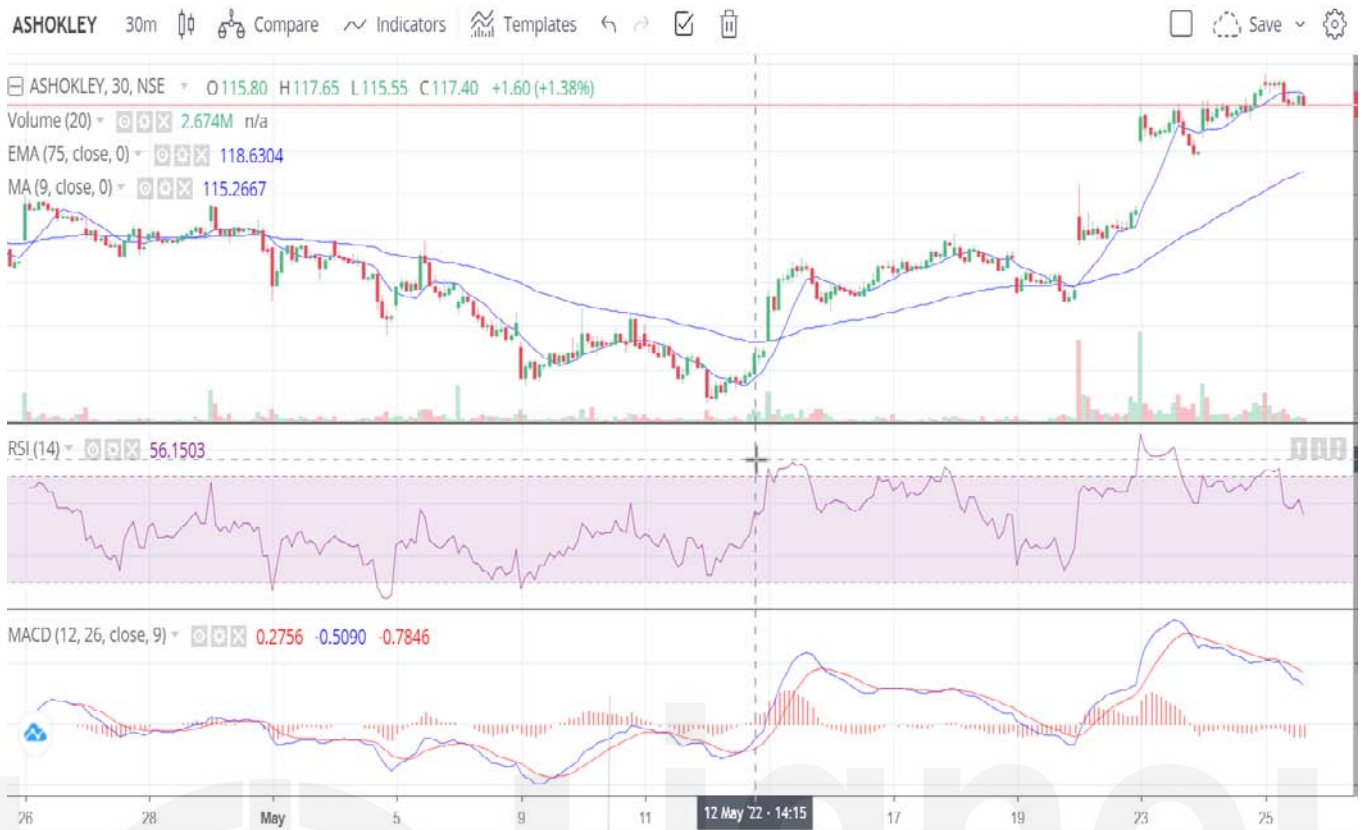 ASHOKLEY 30m Compare Indicators Templates Save
ASHOKLEY, 30, NSE O115.80 H117.65 L115.55 C117.40 +1.60 (+1.38%)
Volume (20) 2.674M n/a
EMA (75, close, 0) 118.6304
MA (9, close, 0) 115.2667
RSI (14) 56.1503
MACD (12, 26, close, 9) 0.2756 -0.5090 -0.7846
26 28 May 5 9 11 12 May '22 - 14:15 17 19 23 25